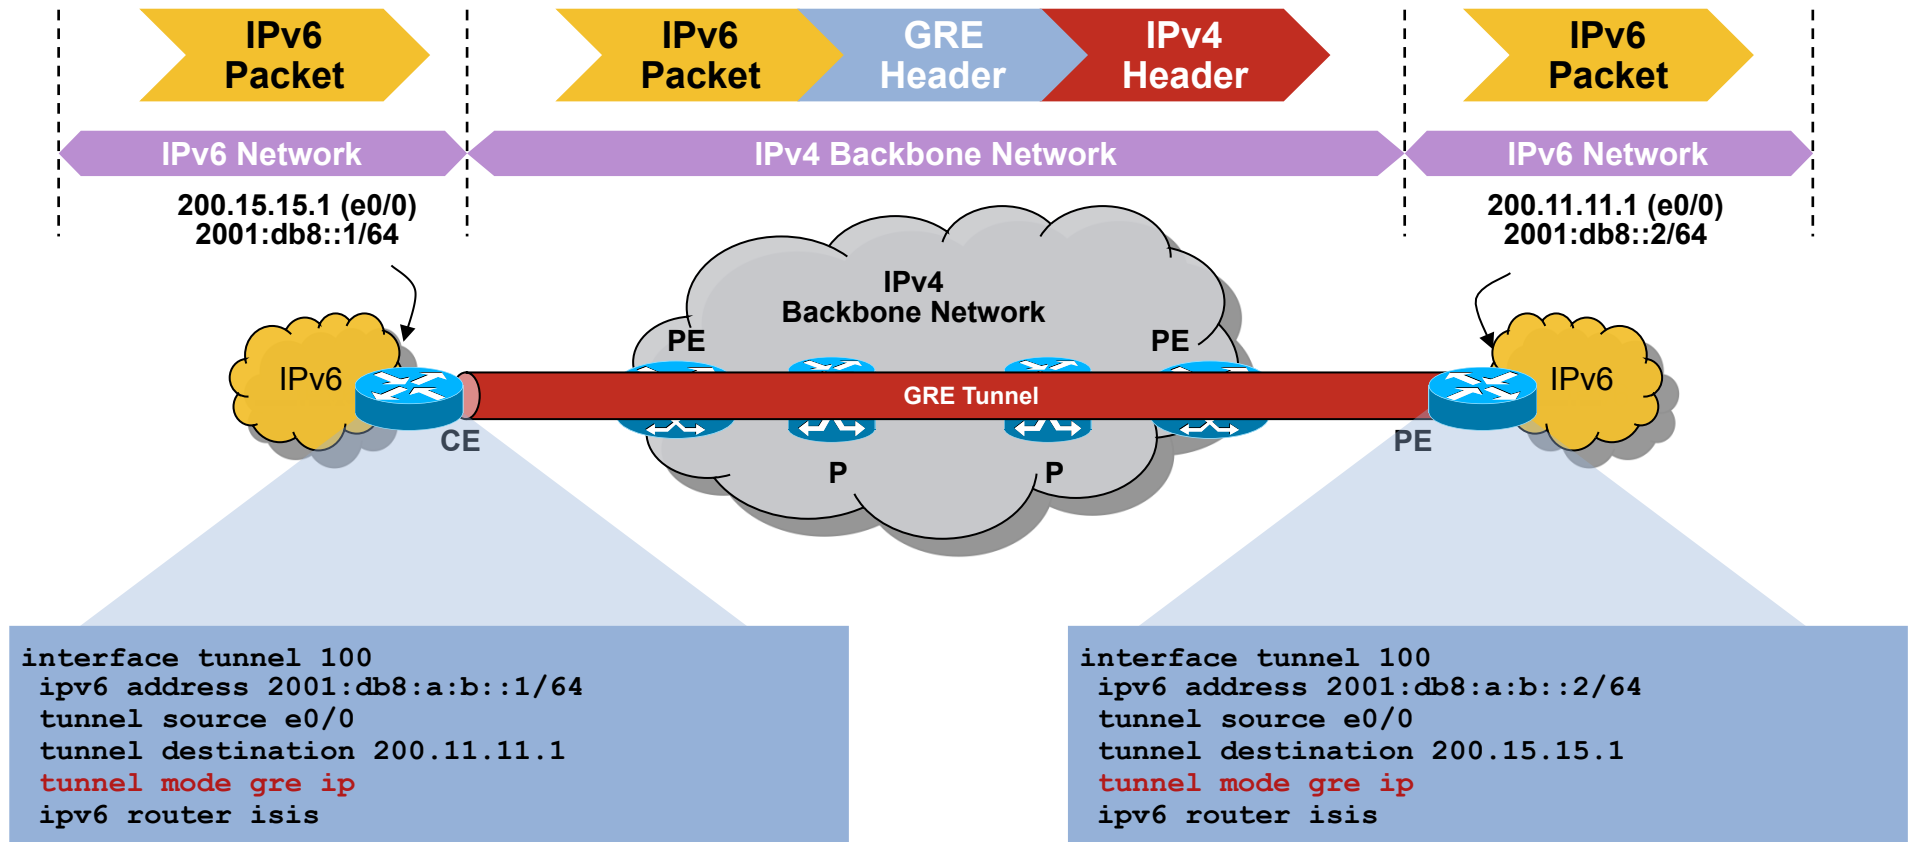 IPv6
Packet
IPv6
Packet
GRE
Header
IPv4
Header
IPv6
Packet
IPv6 Network
IPv4 Backbone Network
IPv6 Network
200.15.15.1 (e0/0)
2001:db8::1/64
200.11.11.1 (e0/0)
2001:db8::2/64
IPv4
Backbone Network
PE
PE
IPv6
GRE Tunnel
IPv6
CE
PE
P
P
interface tunnel 100
ipv6 address 2001:db8:a:b::1/64
tunnel source e0/0
tunnel destination 200.11.11.1
tunnel mode gre ip
ipv6 router isis
interface tunnel 100
ipv6 address 2001:db8:a:b::2/64
tunnel source e0/0
tunnel destination 200.15.15.1
tunnel mode gre ip
ipv6 router isis